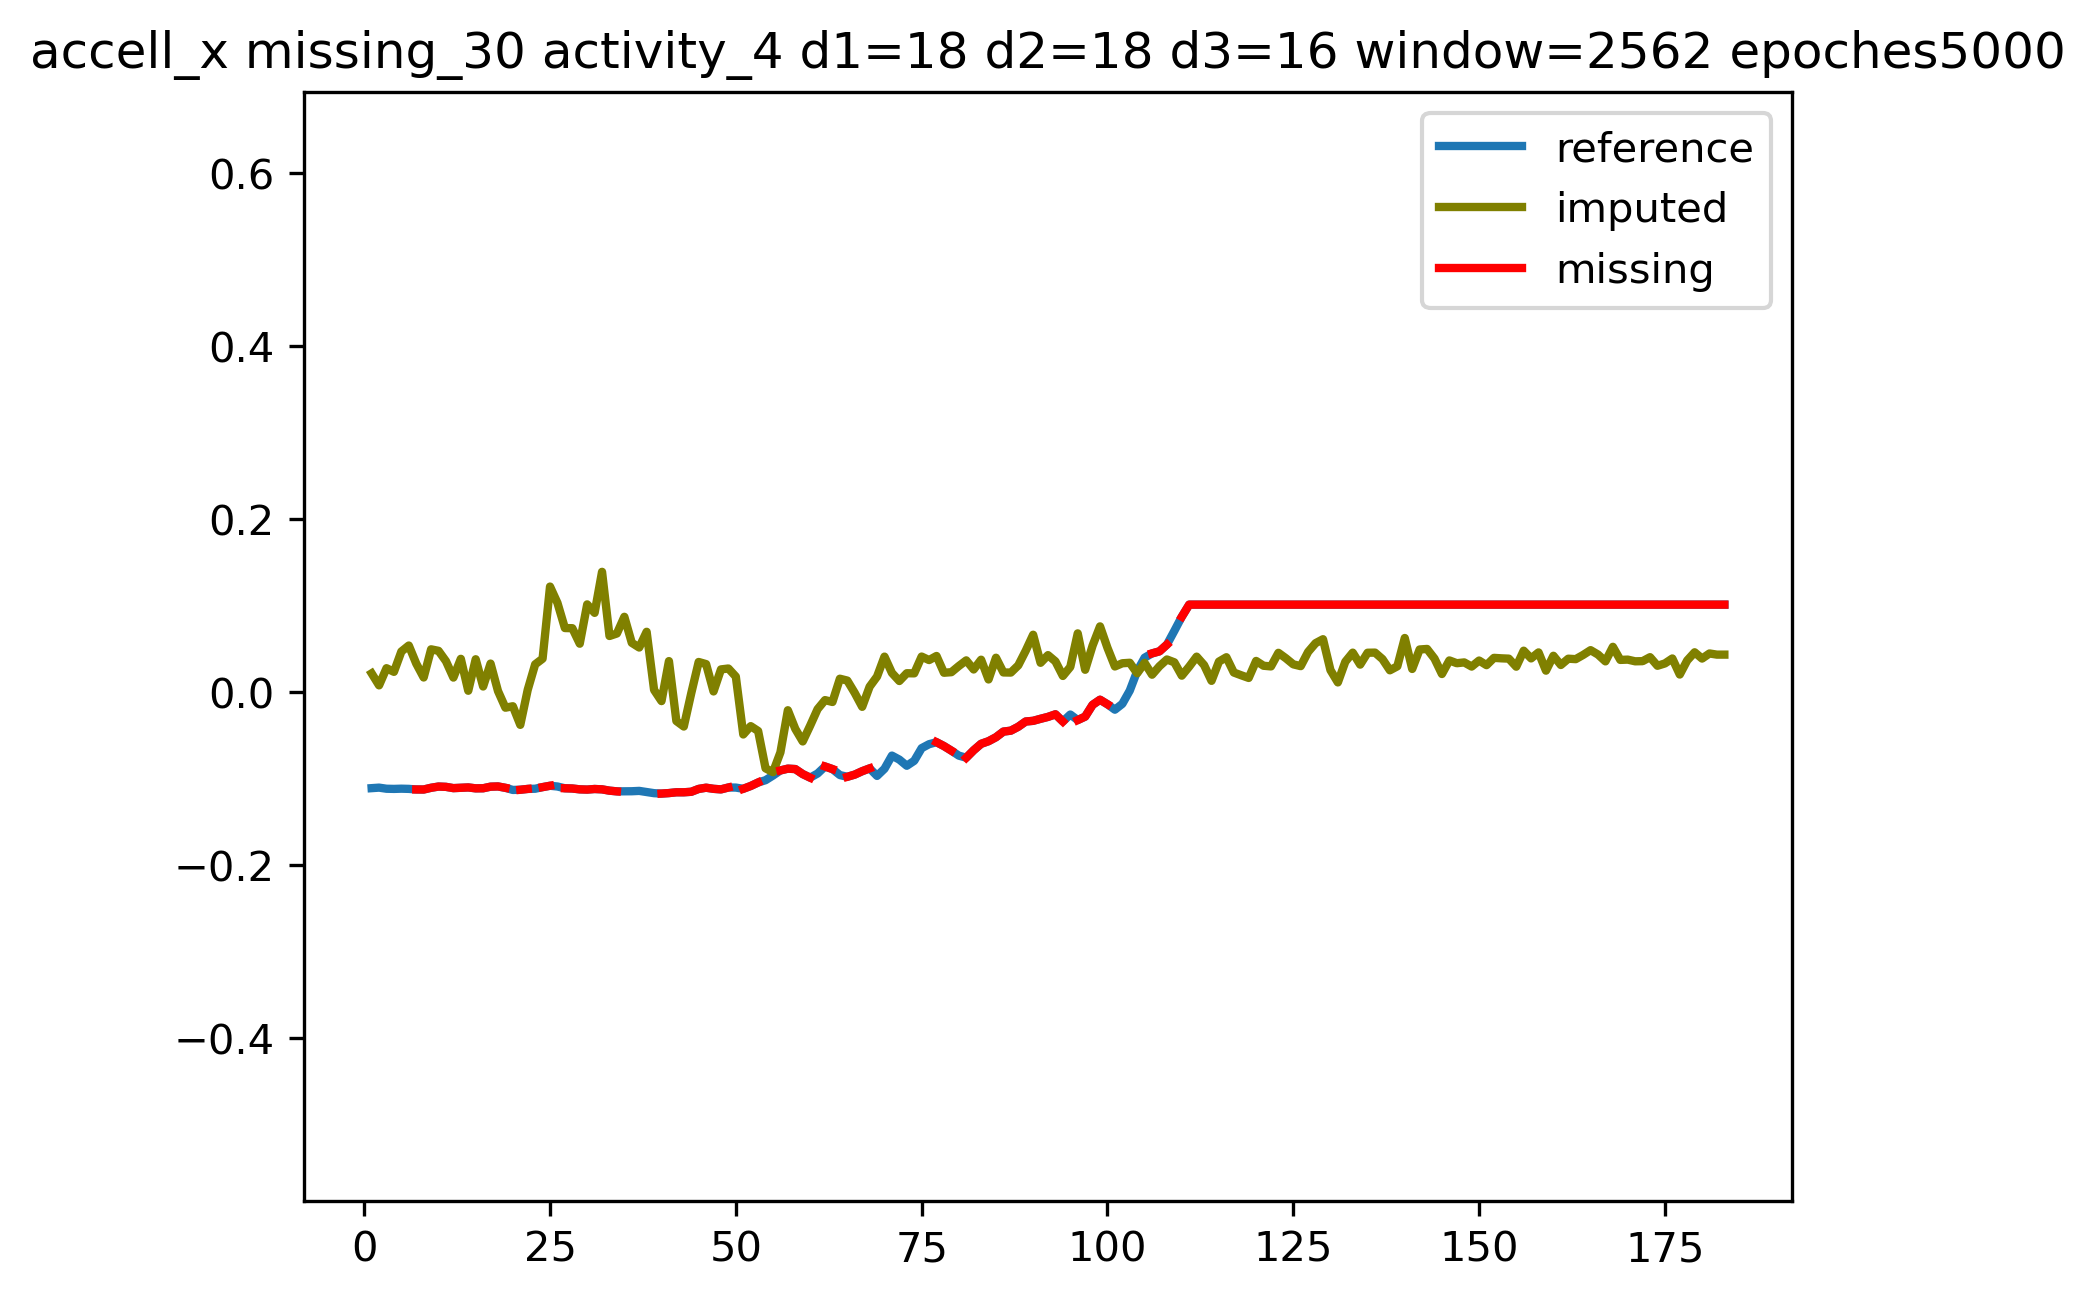 accell_x missing_30 activity_4 d1=18 d2=18 d3=16 window=2562 epoches5000
reference
imputed
missing
0.6
0.4
0.2
0.0
−0.2
−0.4
0 25 50 75 100 125 150 175